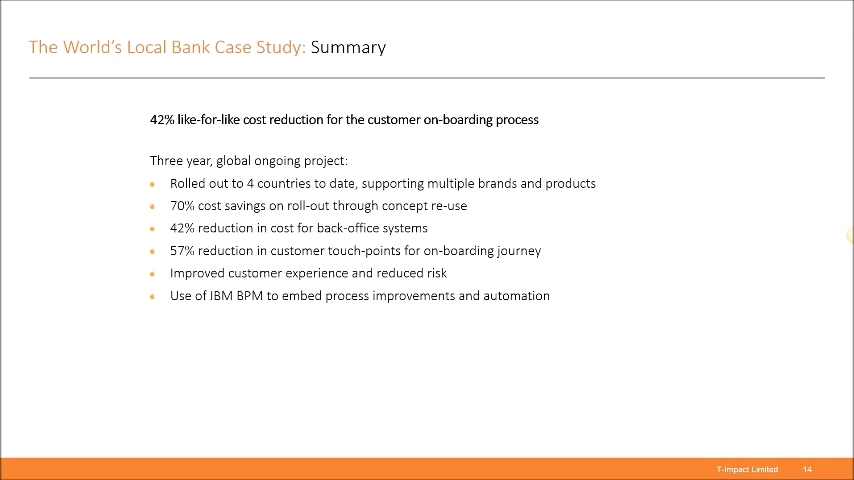 The World’s Local Bank Case Study: Summary
42% like-for-like cost reduction for the customer on-boarding process
Three year, global ongoing project:
Rolled out to 4 countries to date, supporting multiple brands and products
70% cost savings on roll-out through concept re-use
42% reduction in cost for back-office systems
57% reduction in customer touch-points for on-boarding journey
Improved customer experience and reduced risk
Use of IBM BPM to embed process improvements and automation
T-Impact Limited 14